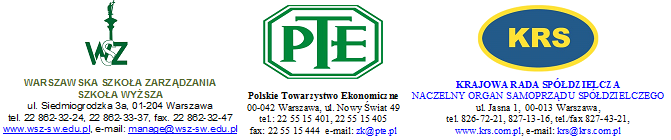 WSZ
WARSZAWSKA SZKOŁA ZARZĄDZANIA
SZKOŁA WYŻSZA
ul. Siedmiogrodzka 3a, 01-204 Warszawa
tel. 22 862-32-24, 22 862-33-37, fax. 22 862-32-47
www.wsz-sw.edu.pl, e-mail: manage@wsz-sw.edu.pl
PTE
Polskie Towarzystwo Ekonomiczne
00-042 Warszawa, ul. Nowy Świat 49
tel.: 22 55 15 401, 22 55 15 405
fax: 22 55 15 444 e-mail: zk@pte.pl
KRS
KRAJOWA RADA SPÓŁDZIELCZA
NACZELNY ORGAN SAMORZĄDU SPÓŁDZIELCZEGO
ul. Jasna 1, 00-013 Warszawa,
tel. 826-72-21, 827-13-16, tel./fax 827-43-21,
www.krs.com.pl, e-mail: krs@krs.com.pl